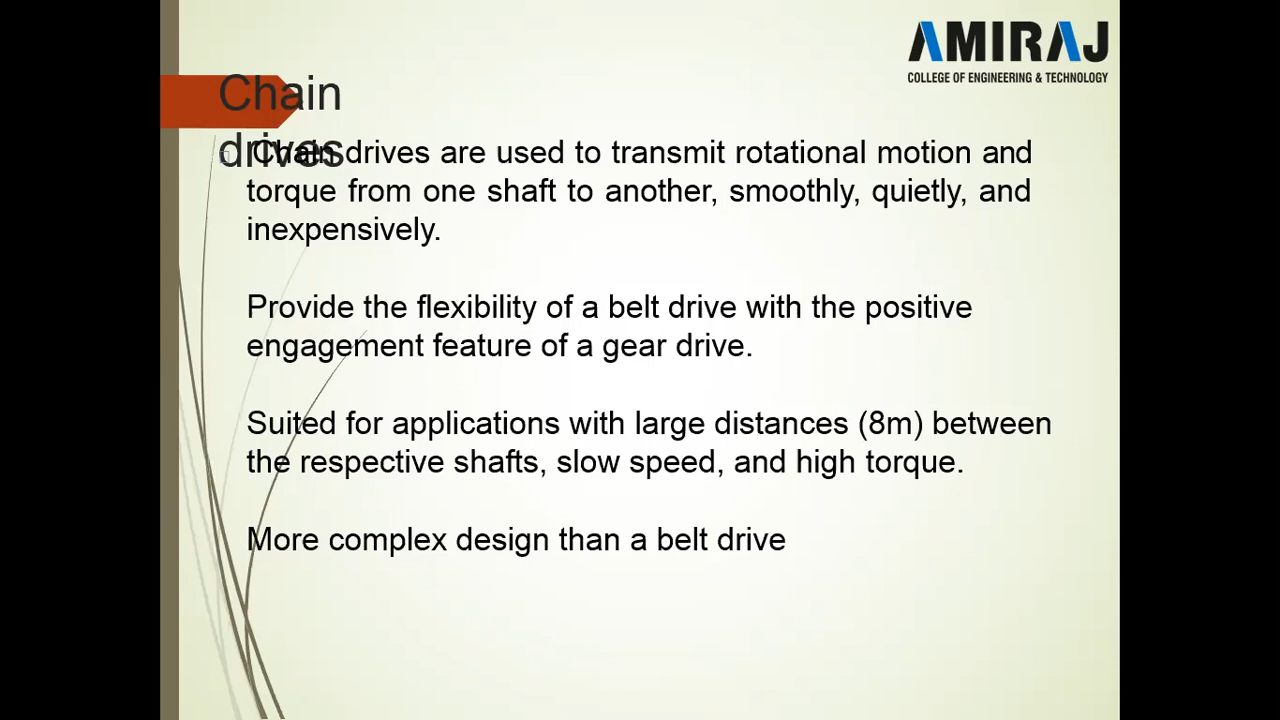 AMIRAJ
COLLEGE OF ENGINEERING & TECHNOLOGY
Chain
drives
Chain drives are used to transmit rotational motion and
torque from one shaft to another, smoothly, quietly, and
inexpensively.
Provide the flexibility of a belt drive with the positive
engagement feature of a gear drive.
Suited for applications with large distances (8m) between
the respective shafts, slow speed, and high torque.
More complex design than a belt drive